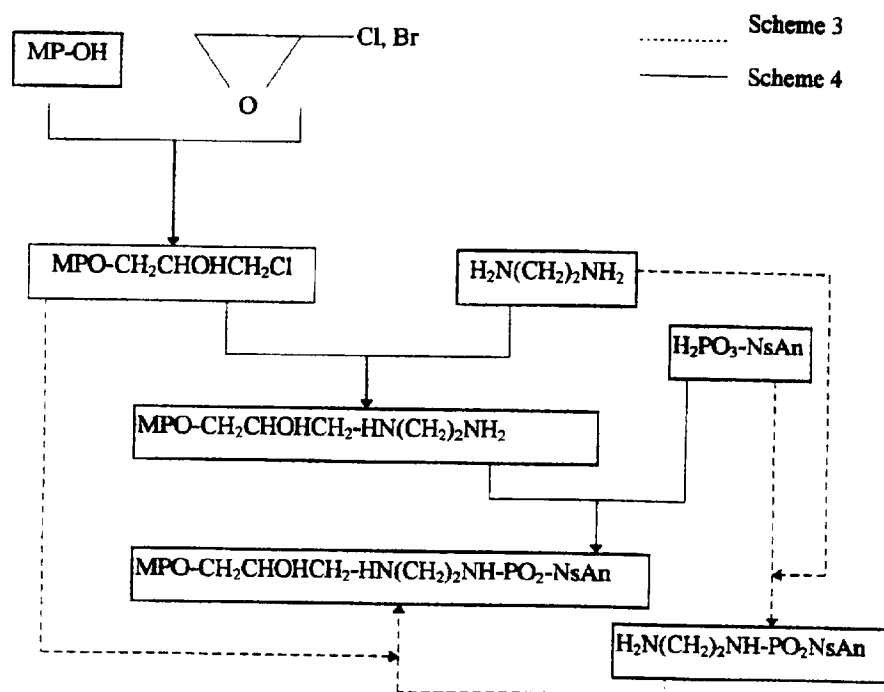 MP-OH
Cl, Br
O
Scheme 3
Scheme 4
MPO-CH₂CHOHCH₂Cl
H₂N(CH₂)₂NH₂
H₂PO₃-NsAn
MPO-CH₂CHOHCH₂-HN(CH₂)₂NH₂
MPO-CH₂CHOHCH₂-HN(CH₂)₂NH-PO₂-NsAn
H₂N(CH₂)₂NH-PO₂NsAn